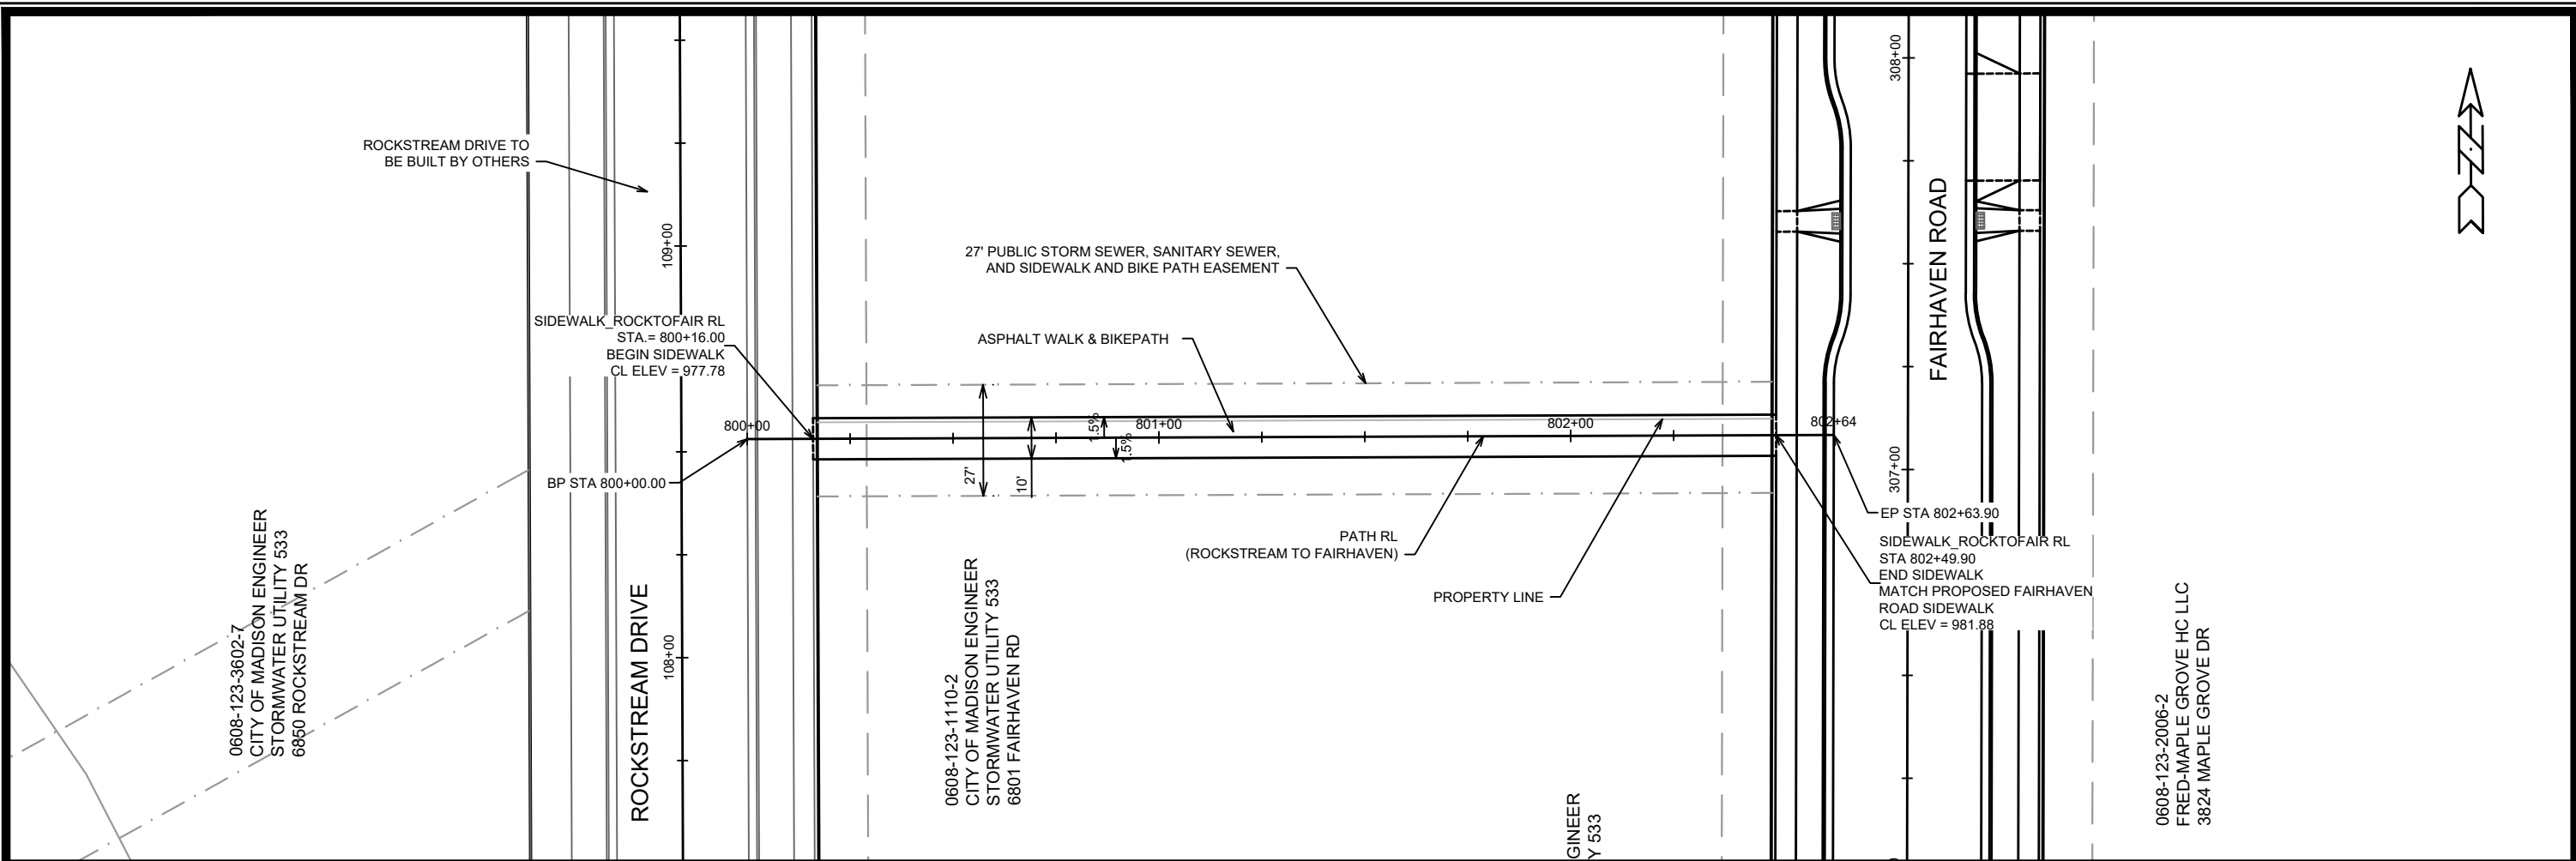 ROCKSTREAM DRIVE TO
BE BUILT BY OTHERS
109+00
SIDEWALK_ROCKTOFAIR RL
STA.= 800+16.00
BEGIN SIDEWALK
CL ELEV = 977.78
800+00
BP STA 800+00.00
27' PUBLIC STORM SEWER, SANITARY SEWER,
AND SIDEWALK AND BIKE PATH EASEMENT
ASPHALT WALK & BIKEPATH
1.5%
1.5%
801+00
802+00
802+64
27'
10'
PATH RL
(ROCKSTREAM TO FAIRHAVEN)
PROPERTY LINE
308+00
FAIRHAVEN ROAD
307+00
EP STA 802+63.90
SIDEWALK_ROCKTOFAIR RL
STA 802+49.90
END SIDEWALK
MATCH PROPOSED FAIRHAVEN
ROAD SIDEWALK
CL ELEV = 981.88
N
0608-123-3602-7
CITY OF MADISON ENGINEER
STORMWATER UTILITY 533
6850 ROCKSTREAM DR
ROCKSTREAM DRIVE
108+00
0608-123-1110-2
CITY OF MADISON ENGINEER
STORMWATER UTILITY 533
6801 FAIRHAVEN RD
GINEER
Y 533
0608-123-2006-2
FRED-MAPLE GROVE HC LLC
3824 MAPLE GROVE DR